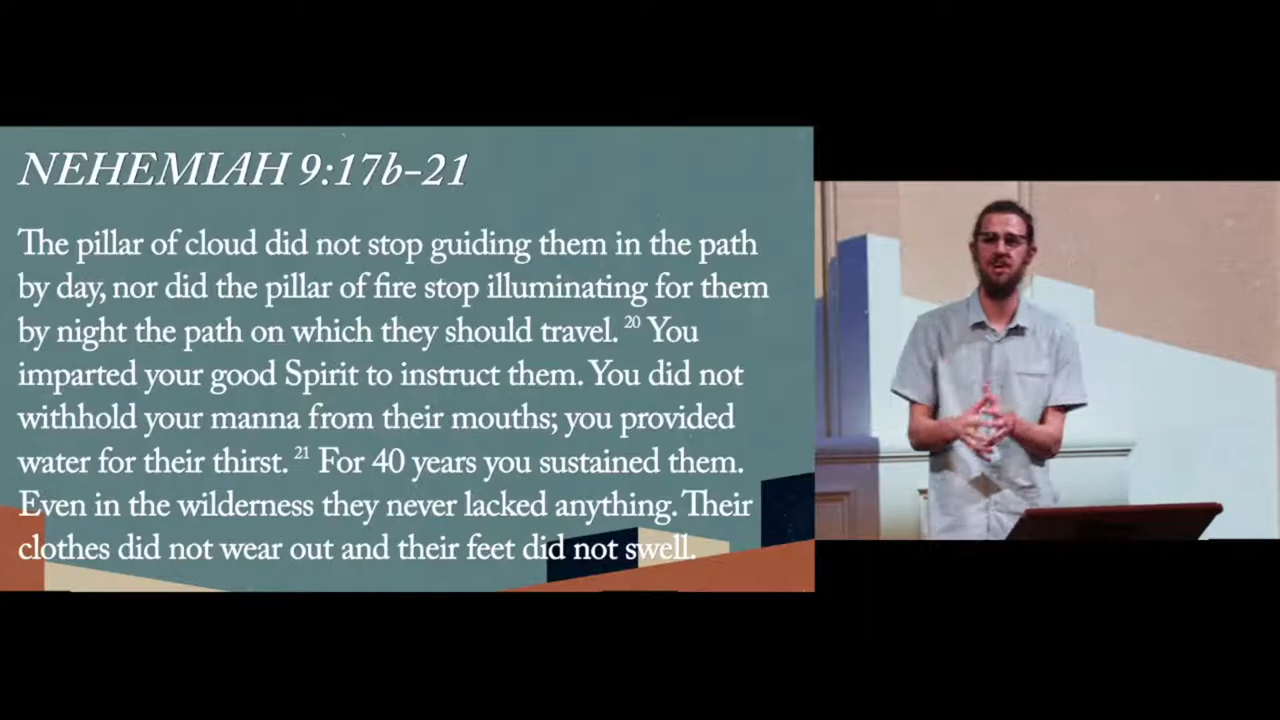 NEHEMIAH 9:17b-21
The pillar of cloud did not stop guiding them in the path
by day, nor did the pillar of fire stop illuminating for them
by night the path on which they should travel. 20 You
imparted your good Spirit to instruct them. You did not
withhold your manna from their mouths; you provided
water for their thirst. 21 For 40 years you sustained them.
Even in the wilderness they never lacked anything. Their
clothes did not wear out and their feet did not swell.